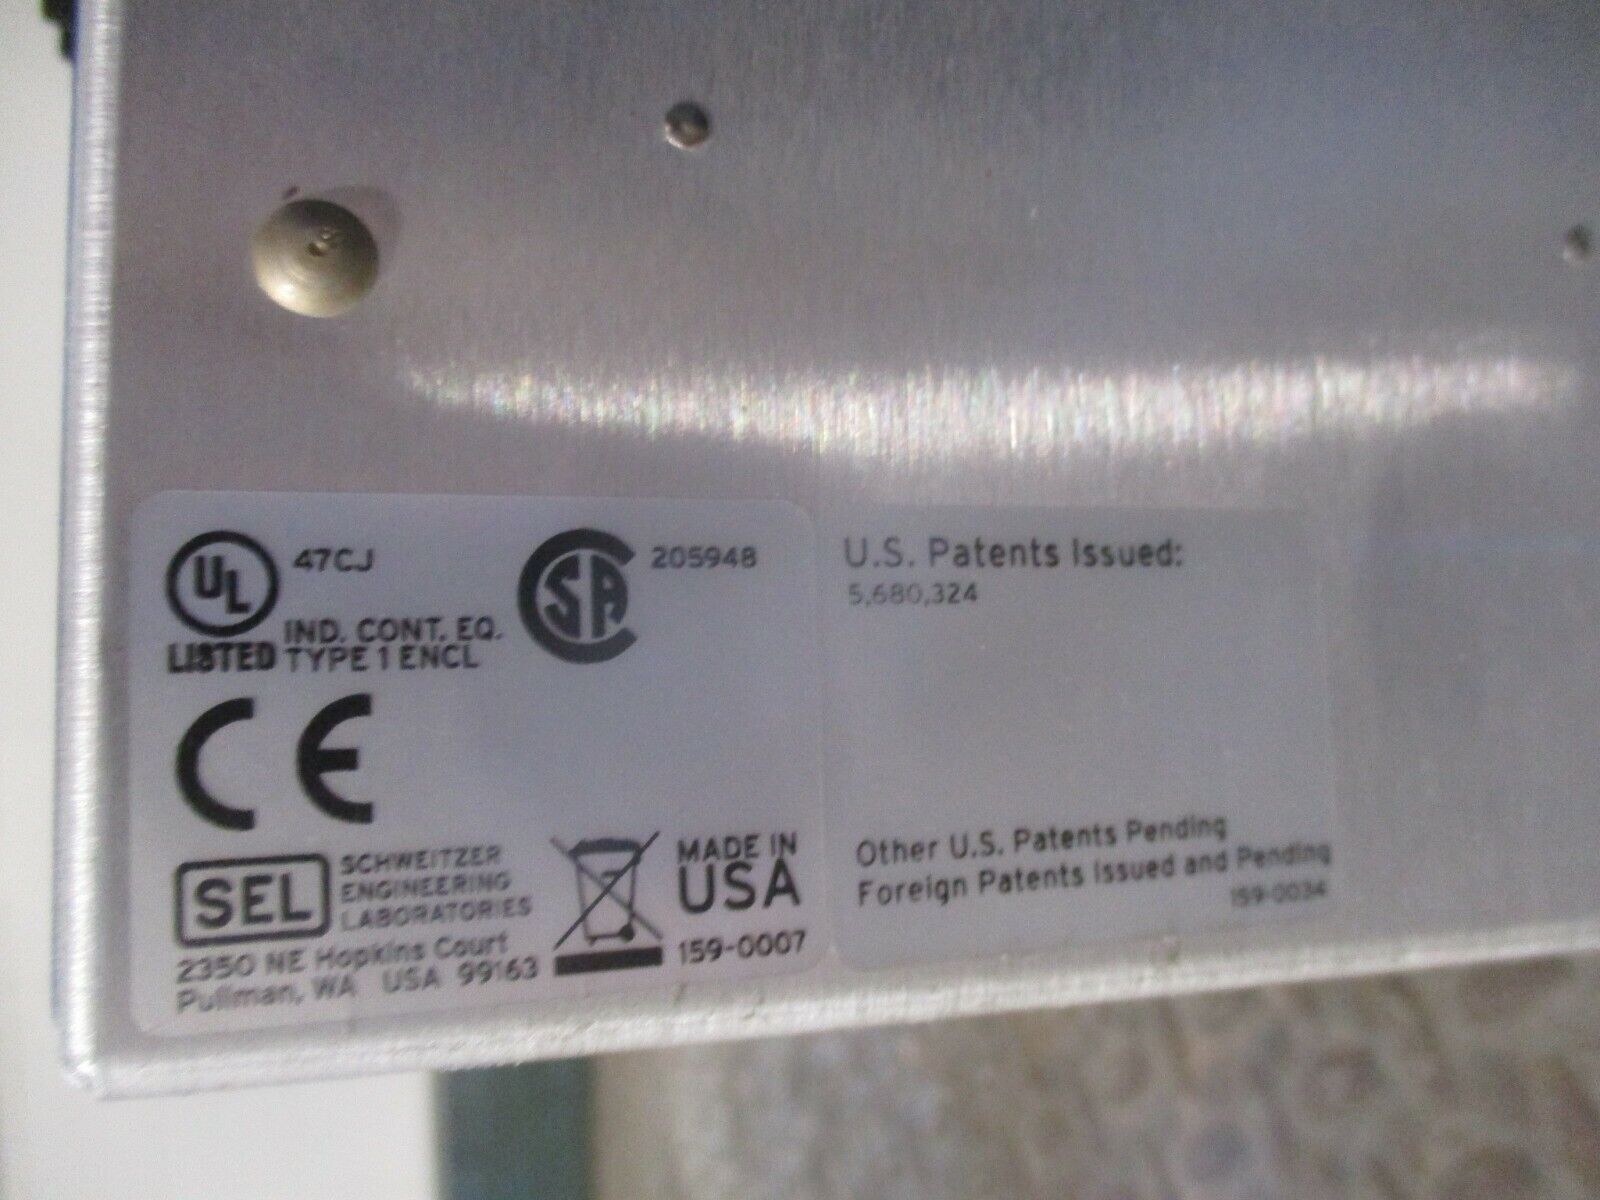 UL
LISTED
47CJ
IND. CONT. EQ.
TYPE 1 ENCL
SA
205948
CE
SEL
SCHWEITZER
ENGINEERING
LABORATORIES
2350 NE Hopkins Court
Pullman, WA USA 99163
MADE IN
USA
159-0007
U.S. Patents Issued:
5,680,324
Other U.S. Patents Pending
Foreign Patents Issued and Pending
159-0034